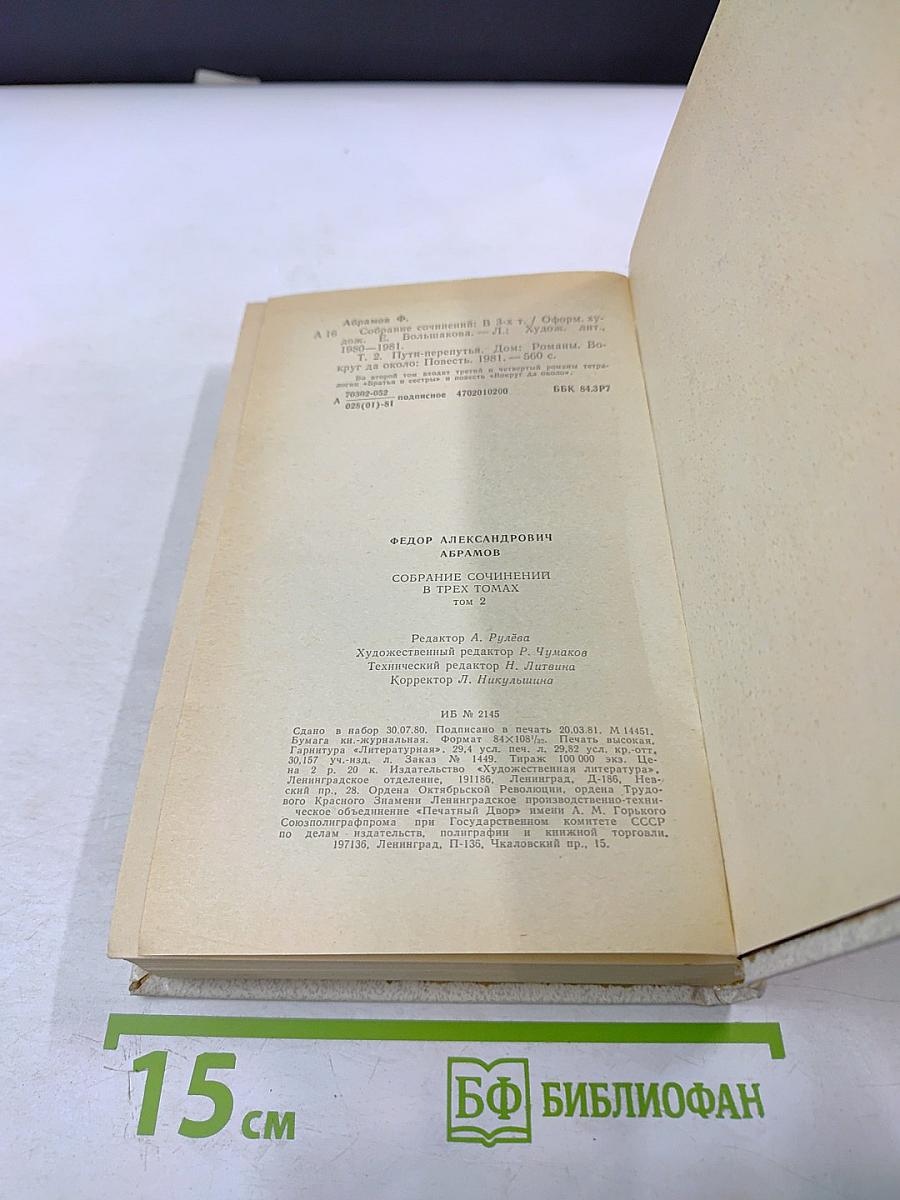 Абрамов Ф.
А 16 Собрание сочинений: В 3-х т. / Оформ. ху-
дож. Е. Большакова. — Л.: Худож. лит.,
1980—1981.
Т. 2. Пути-перепутья. Дом: Романы. Во-
круг да около: Повесть. 1981. — 560 с.
Во второй том входят третий и четвертый романы тетра-
логии «Братья и сестры» и повесть «Вокруг да около».
А 70302-052 / 028(01)-81 подписное 4702010200 ББК 84.3Р7
ФЕДОР АЛЕКСАНДРОВИЧ
АБРАМОВ
СОБРАНИЕ СОЧИНЕНИЙ
В ТРЕХ ТОМАХ
том 2
Редактор А. Рулёва
Художественный редактор Р. Чумаков
Технический редактор Н. Литвина
Корректор Л. Никульшина
ИБ № 2145
Сдано в набор 30.07.80. Подписано в печать 20.03.81. М 14451.
Бумага кн.-журнальная. Формат 84×108¹/₃₂. Печать высокая.
Гарнитура «Литературная». 29,4 усл. печ. л. 29,82 усл. кр.-отт.
30,157 уч.-изд. л. Заказ № 1449. Тираж 100 000 экз. Це-
на 2 р. 20 к. Издательство «Художественная литература».
Ленинградское отделение, 191186, Ленинград, Д-186, Нев-
ский пр., 28. Ордена Октябрьской Революции, ордена Трудо-
вого Красного Знамени Ленинградское производственно-техни-
ческое объединение «Печатный Двор» имени А. М. Горького
Союзполиграфпрома при Государственном комитете СССР
по делам издательств, полиграфии и книжной торговли.
197136, Ленинград, П-136, Чкаловский пр., 15.
15 см
БФ БИБЛИОФАН